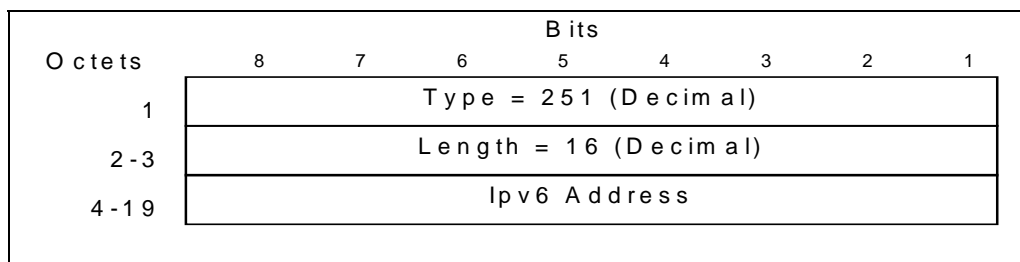 Bits
Octets 8 7 6 5 4 3 2 1
1 Type = 251 (Decimal)
2-3 Length = 16 (Decimal)
4-19 Ipv6 Address